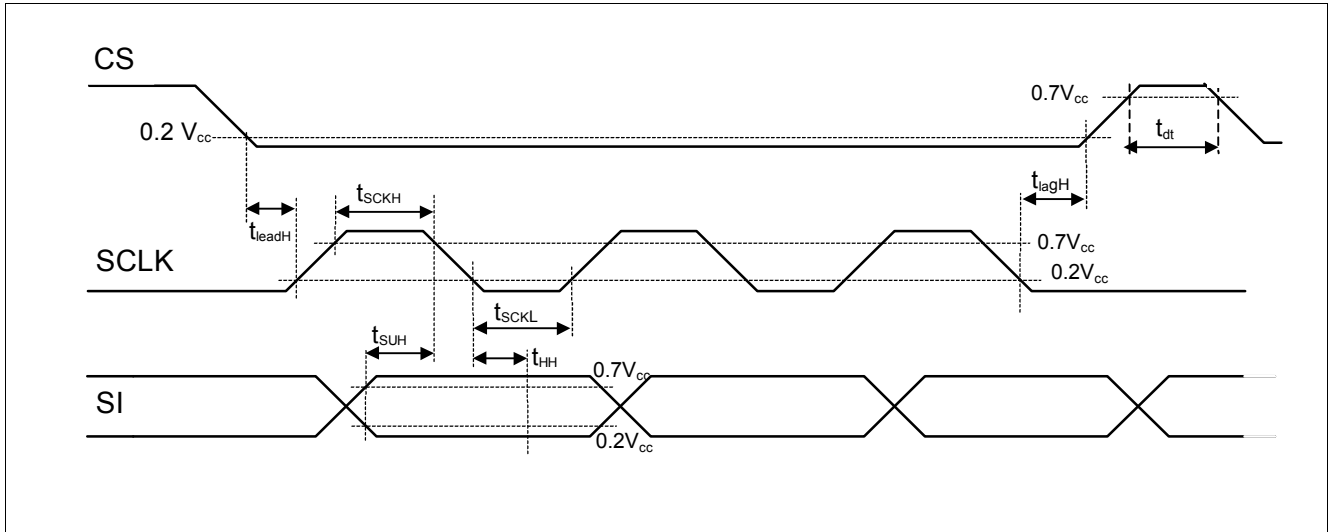 CS
0.7Vcc
0.2 Vcc
tdt
tSCKH
tlagH
tleadH
0.7Vcc
SCLK
0.2Vcc
tSCKL
tSUH
tHH
0.7Vcc
SI
0.2Vcc